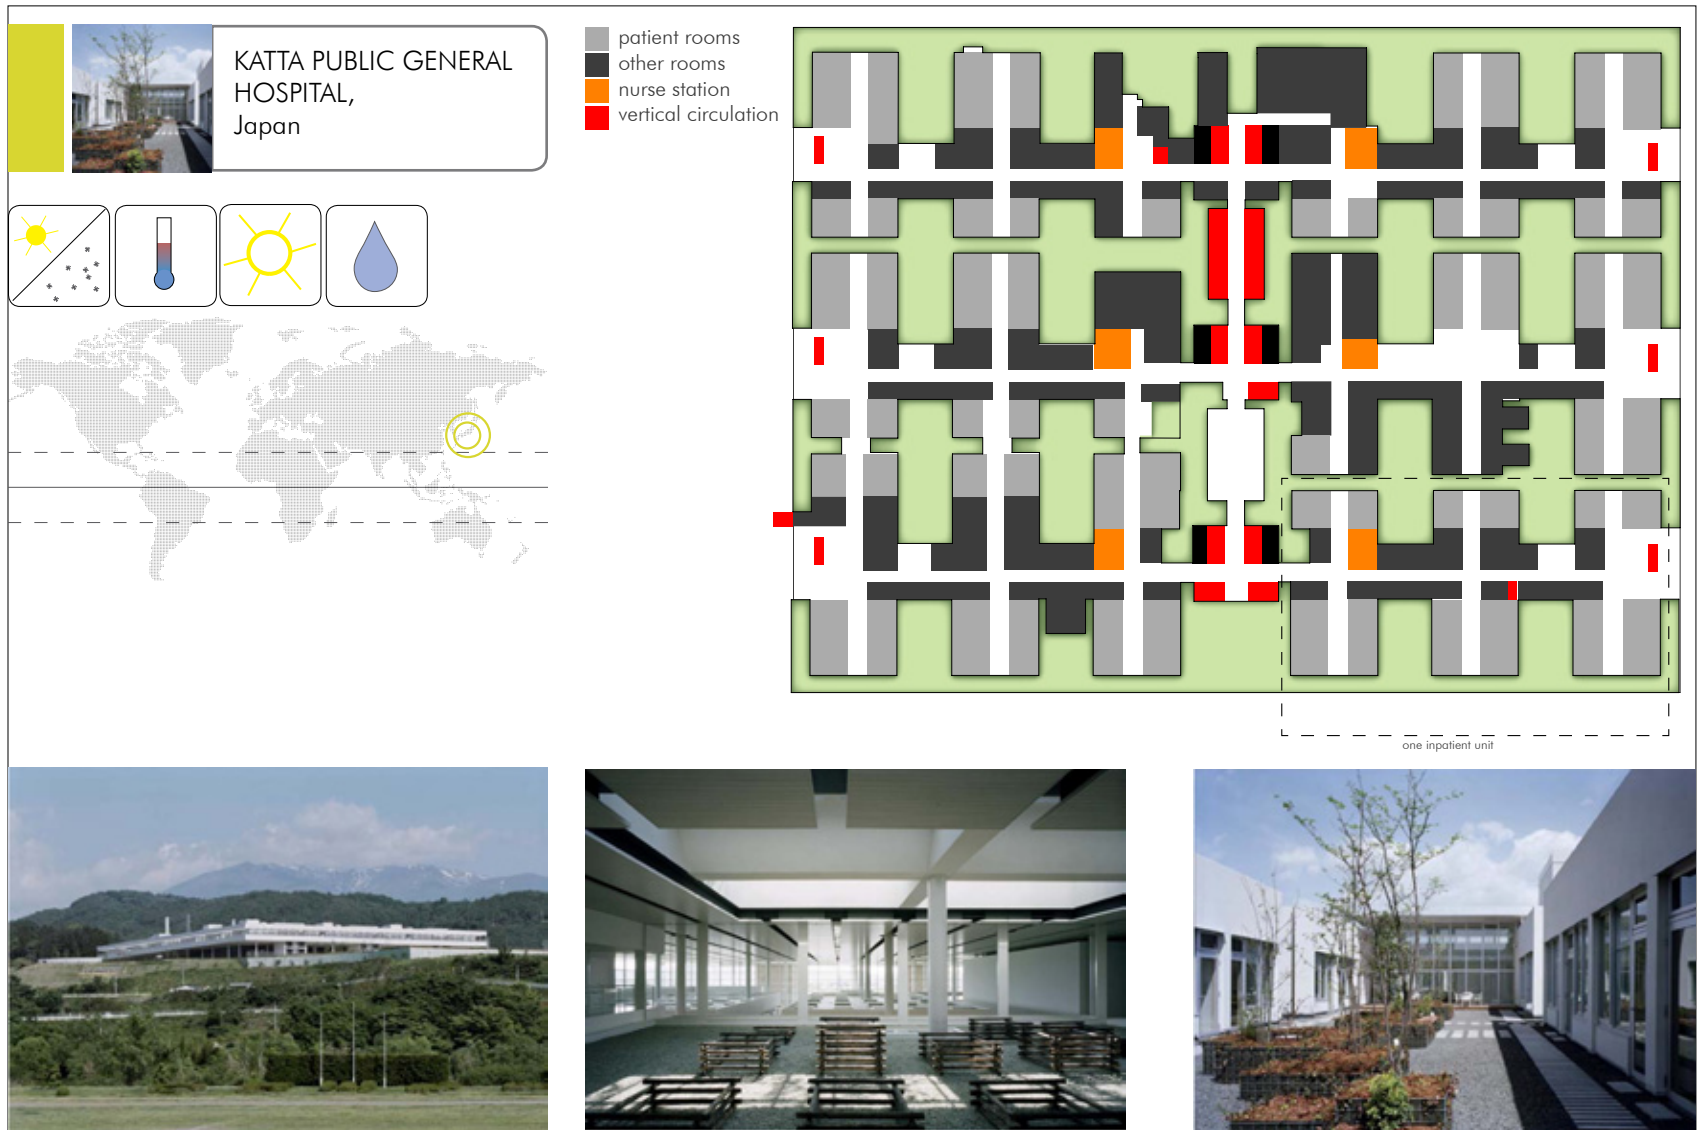 KATTA PUBLIC GENERAL
HOSPITAL,
Japan
patient rooms
other rooms
nurse station
vertical circulation
one inpatient unit